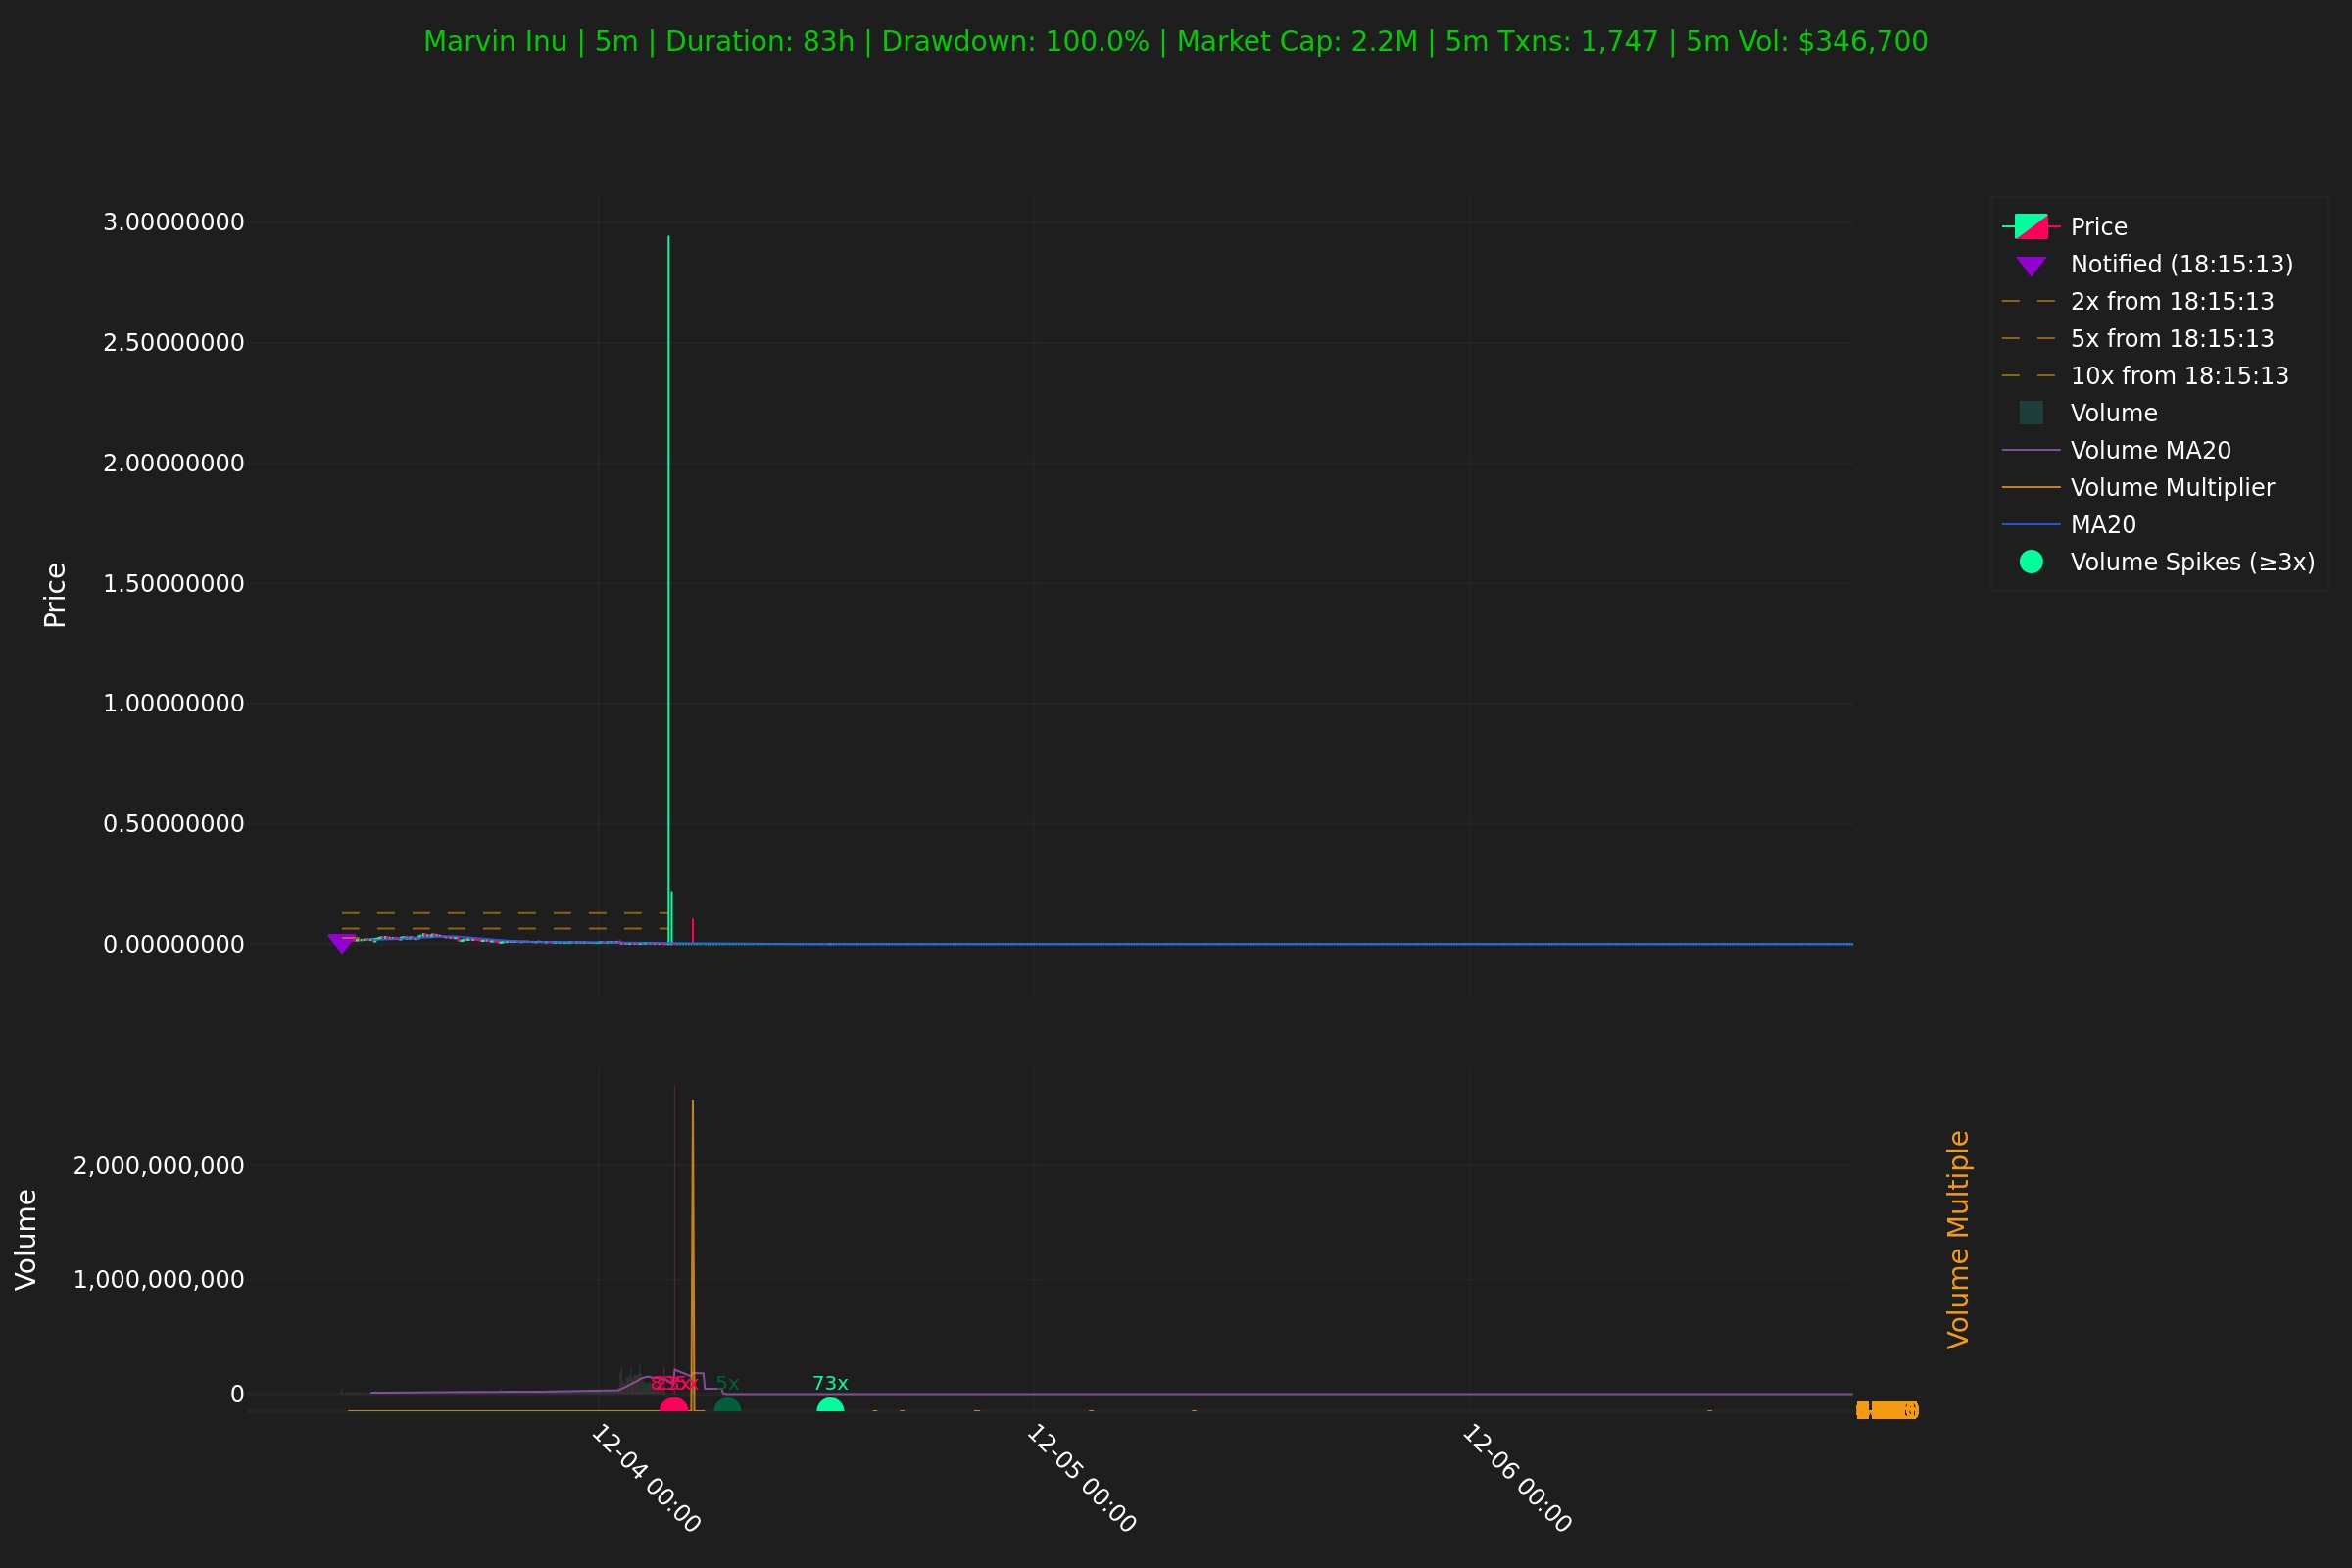 Marvin Inu | 5m | Duration: 83h | Drawdown: 100.0% | Market Cap: 2.2M | 5m Txns: 1,747 | 5m Vol: $346,700
3.00000000
2.50000000
2.00000000
1.50000000
1.00000000
0.50000000
0.00000000
Price
Price
Notified (18:15:13)
2x from 18:15:13
5x from 18:15:13
10x from 18:15:13
Volume
Volume MA20
Volume Multiplier
MA20
Volume Spikes (≥3x)
2,000,000,000
1,000,000,000
0
Volume
5x
73x
Volume Multiple
12-04 00:00
12-05 00:00
12-06 00:00